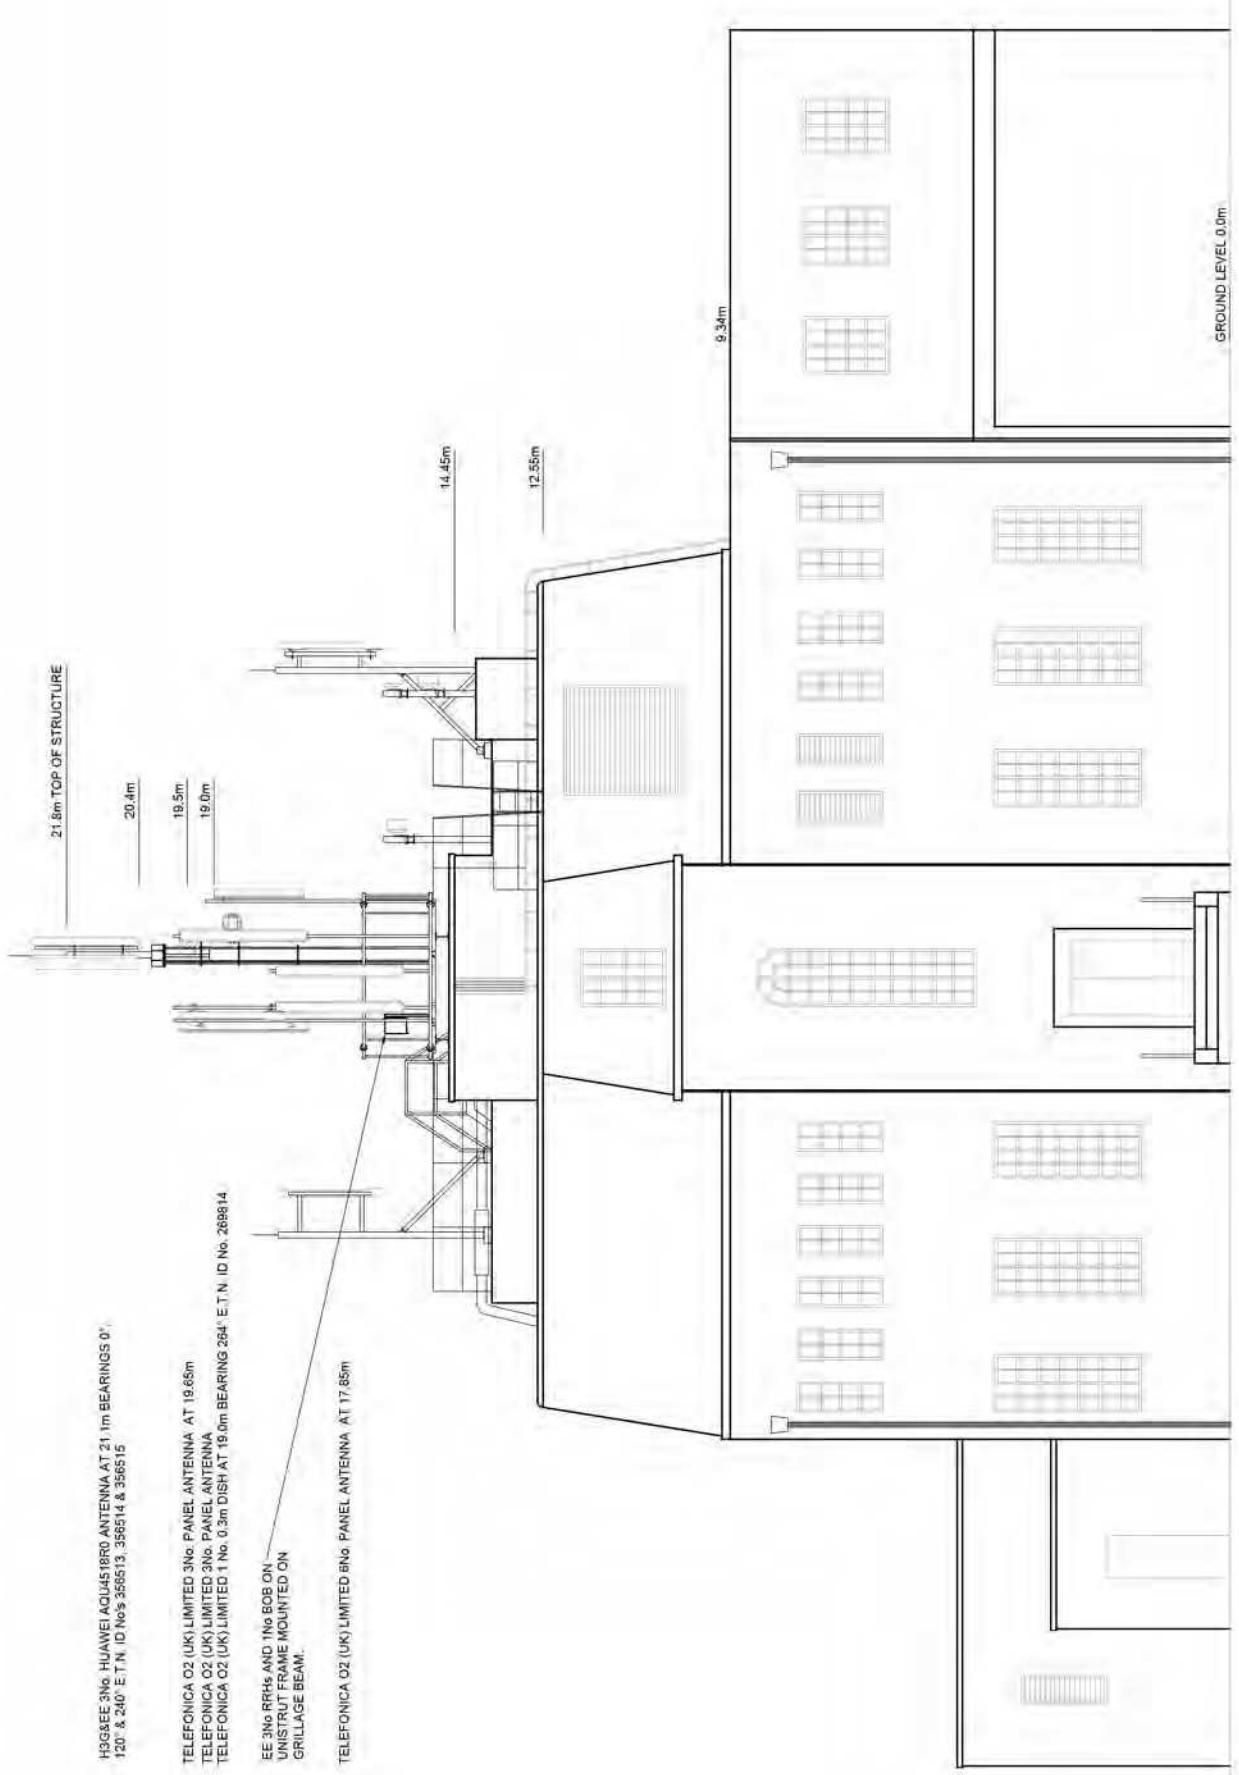 H3G&EE 3No. HUAWEI AQU4518R0 ANTENNA AT 21.1m BEARINGS 0°,
120° & 240° E.T.N. ID No's 356513, 356514 & 356515
TELEFONICA O2 (UK) LIMITED 3No. PANEL ANTENNA AT 19.65m
TELEFONICA O2 (UK) LIMITED 3No. PANEL ANTENNA
TELEFONICA O2 (UK) LIMITED 1 No. 0.3m DISH AT 19.0m BEARING 264° E.T.N. ID No. 269814
EE 3No RRHs AND 1No BOB ON
UNISTRUT FRAME MOUNTED ON
GRILLAGE BEAM.
TELEFONICA O2 (UK) LIMITED 6No. PANEL ANTENNA AT 17.85m
21.8m TOP OF STRUCTURE
20.4m
19.5m
19.0m
14.45m
12.55m
9.34m
GROUND LEVEL 0.0m